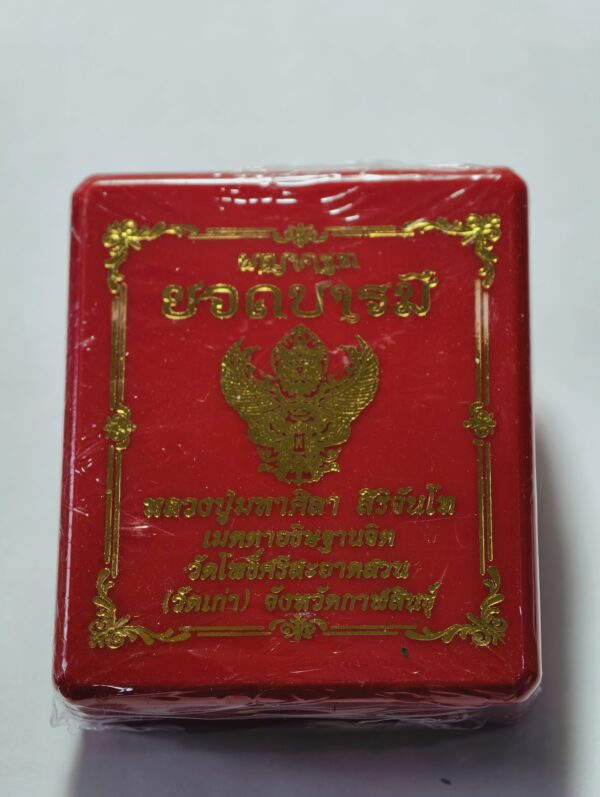 พญาครุฑ
ยอดบารมี
หลวงปู่มหาศิลา สิริจันโท
เมตตาอธิษฐานจิต
วัดโพธิ์ศรีสะอาดสวน
(วัดเก่า) จังหวัดกาฬสินธุ์